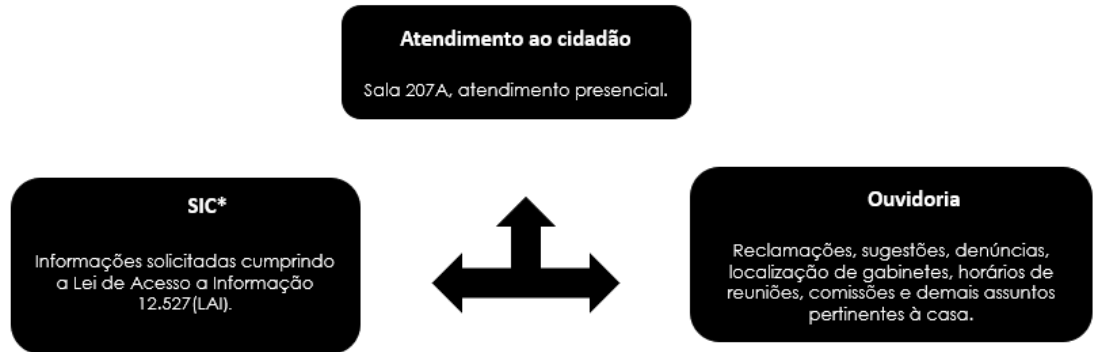 Atendimento ao cidadão
Sala 207A, atendimento presencial.
SIC*
Informações solicitadas cumprindo
a Lei de Acesso a Informação
12.527(LAI).
Ouvidoria
Reclamações, sugestões, denúncias,
localização de gabinetes, horários de
reuniões, comissões e demais assuntos
pertinentes à casa.